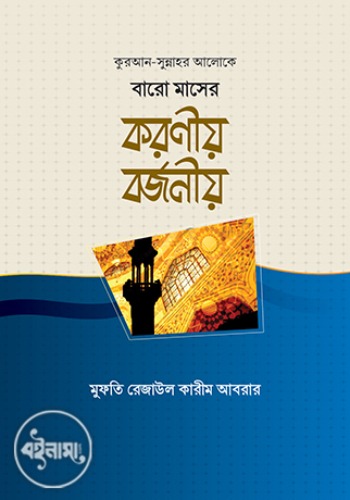 কুরআন-সুন্নাহর আলোকে
বারো মাসের
করণীয়
বর্জনীয়
মুফতি রেজাউল কারীম আবরার
বইনামা